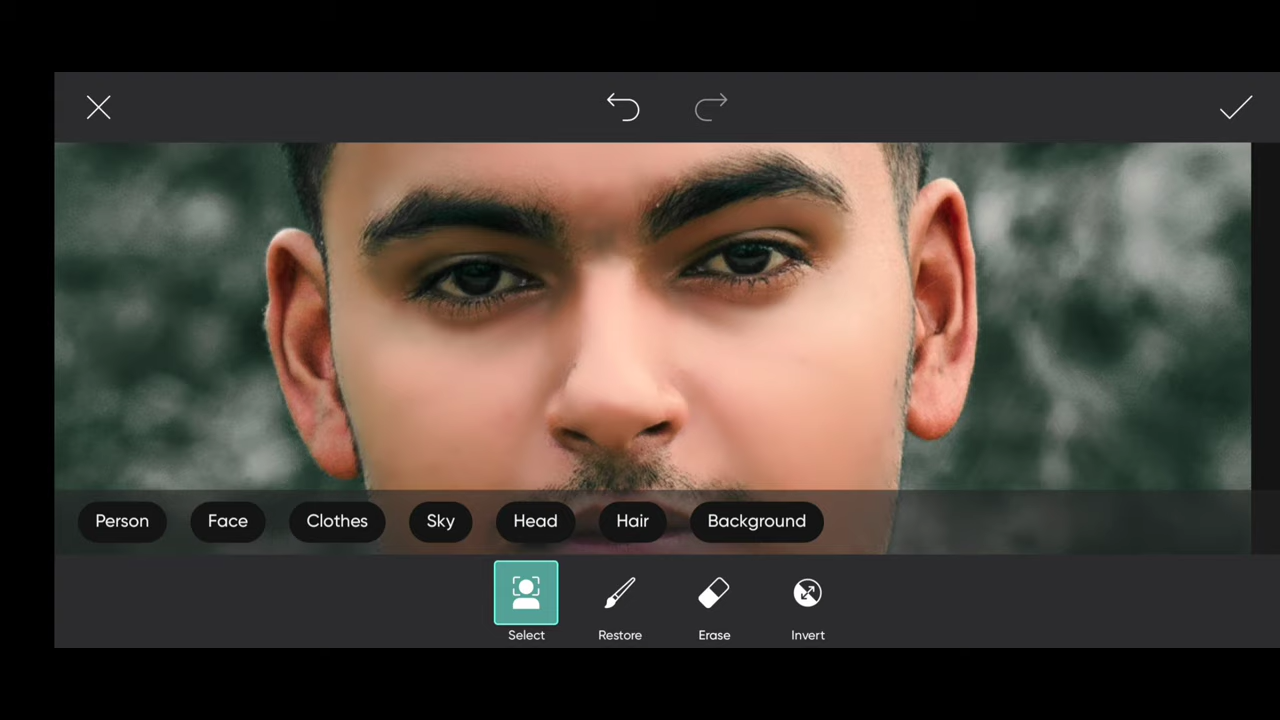 Person Face Clothes Sky Head Hair Background
Select Restore Erase Invert